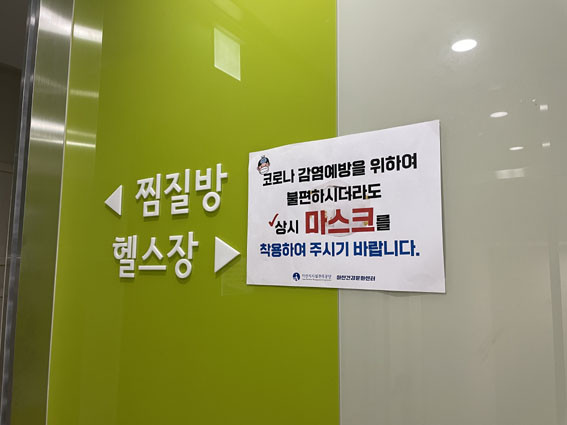 ◀ 찜질방
헬스장 ▶
코로나 감염예방을 위하여
불편하시더라도
✓상시 마스크를
착용하여 주시기 바랍니다.